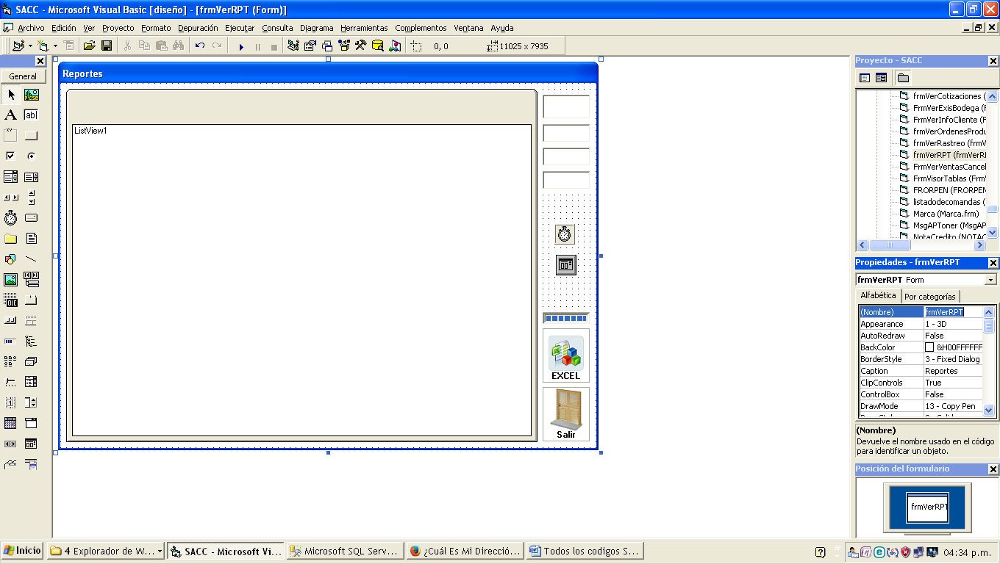 SACC - Microsoft Visual Basic [diseño] - [frmVerRPT (Form)]
Archivo Edición Ver Proyecto Formato Depuración Ejecutar Consulta Diagrama Herramientas Complementos Ventana Ayuda
0, 0 11025 x 7935
General
A ab|
xy
OLE
Reportes
ListView1
EXCEL
Salir
Proyecto - SACC
frmVerCotizaciones (
FrmVerExisBodega (F
FrmVerInfoCliente (F
frmVerOrdenesProdu
frmVerRastreo (frmV
frmVerRPT (frmVerRI
FrmVerVentasCancel
FrmVisorTablas (Frm
FRORPEN (FRORPEN
listadodecomandas (
Marca (Marca.frm)
MsgAPToner (MsgAP
NotaCredito (NOTAC
Propiedades - frmVerRPT
frmVerRPT Form
Alfabética Por categorías
(Nombre) frmVerRPT
Appearance 1 - 3D
AutoRedraw False
BackColor &H00FFFFFF
BorderStyle 3 - Fixed Dialog
Caption Reportes
ClipControls True
ControlBox False
DrawMode 13 - Copy Pen
(Nombre)
Devuelve el nombre usado en el código
para identificar un objeto.
Posición del formulario
frmVerRPT
Inicio 4 Explorador de W... SACC - Microsoft Vi... Microsoft SQL Serv... ¿Cuál Es Mi Direcció... Todos los codigos S... 04:34 p.m.